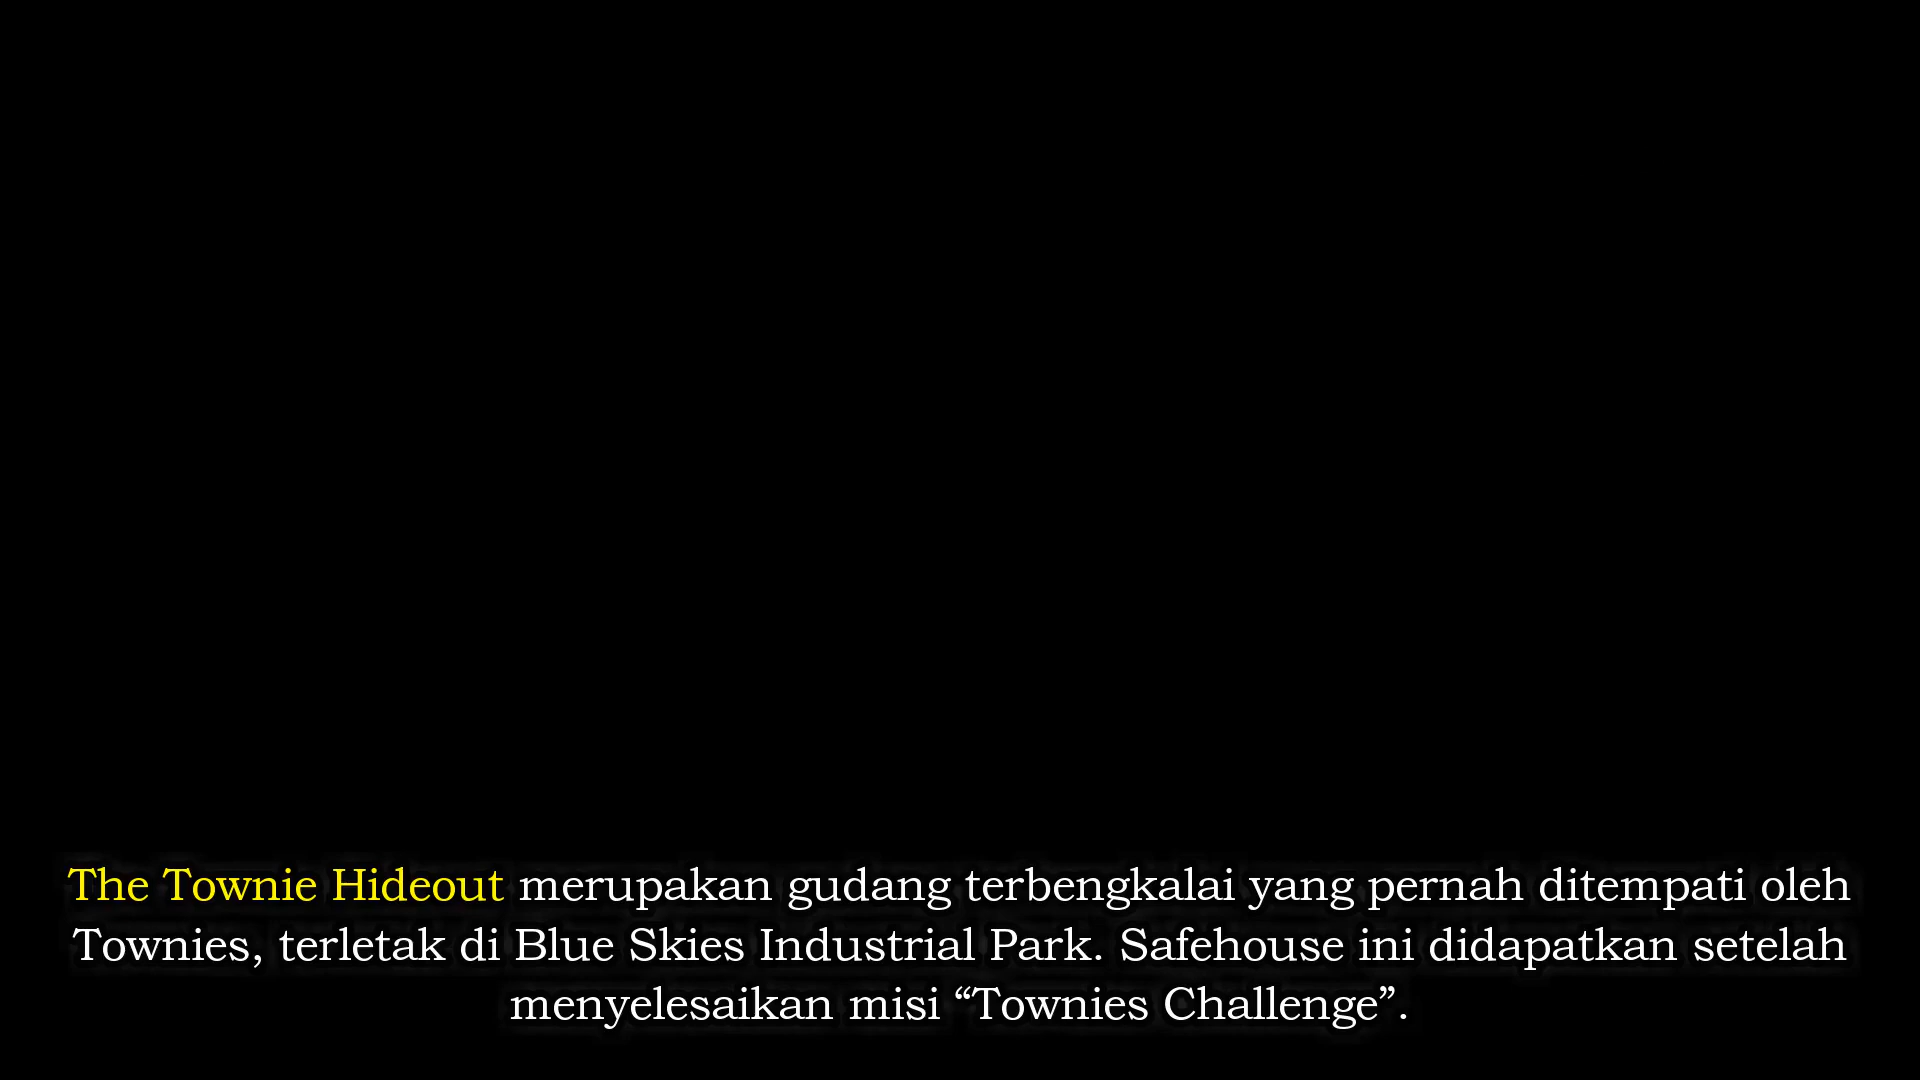 The Townie Hideout merupakan gudang terbengkalai yang pernah ditempati oleh
Townies, terletak di Blue Skies Industrial Park. Safehouse ini didapatkan setelah
menyelesaikan misi “Townies Challenge”.